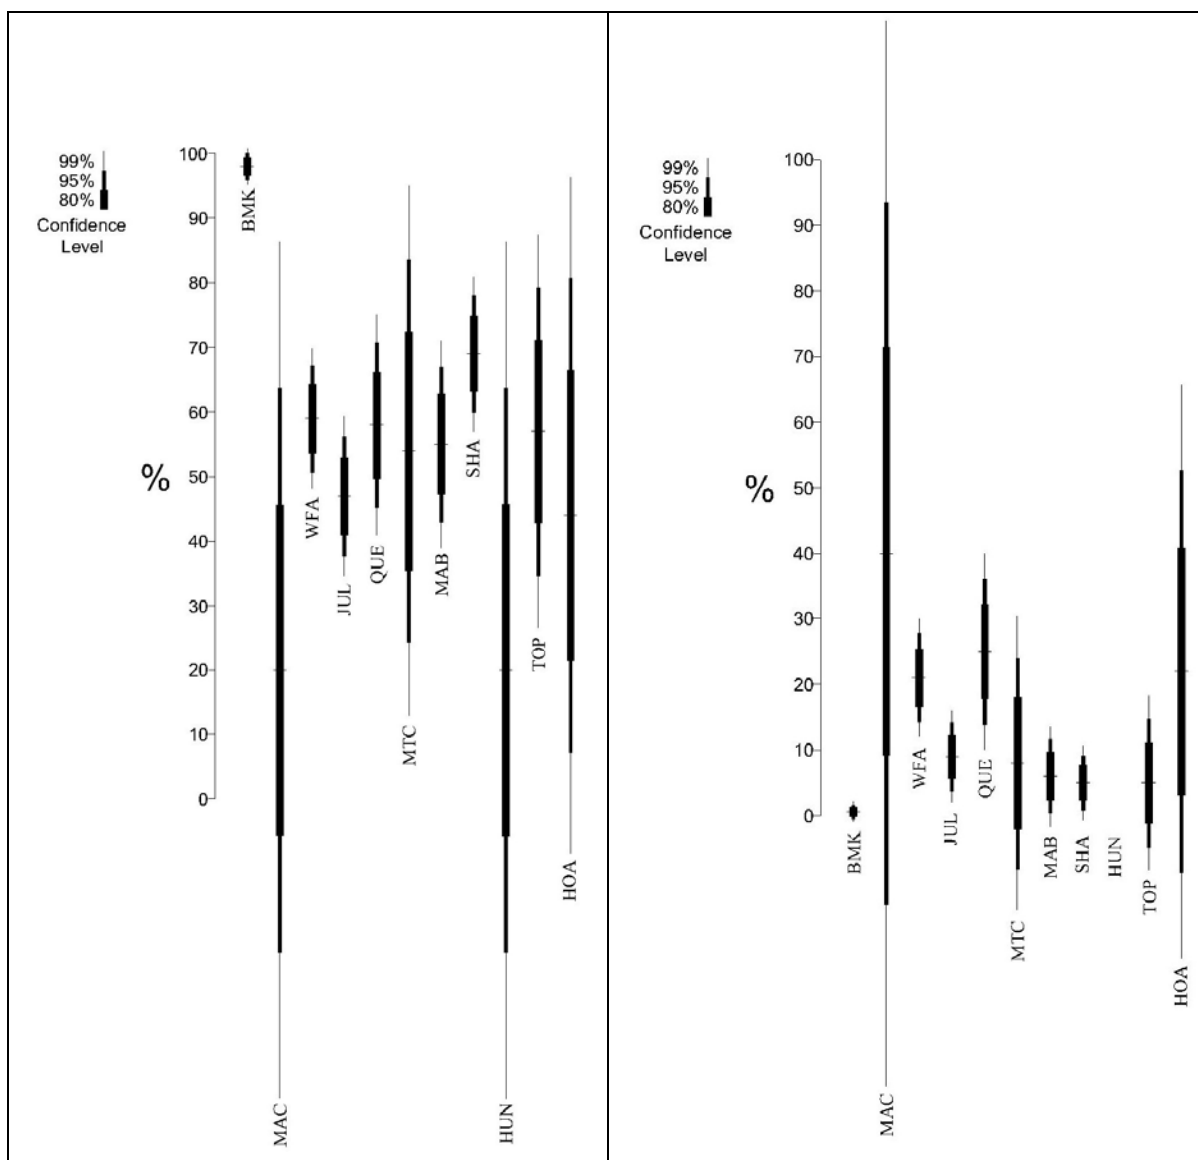 99%
95%
80%
Confidence
Level
100
90
80
70
60
50
40
30
20
10
0
%
BMK
MAC
WFA
JUL
QUE
MTC
MAB
SHA
HUN
TOP
HOA
99%
95%
80%
Confidence
Level
100
90
80
70
60
50
40
30
20
10
0
%
BMK
MAC
WFA
JUL
QUE
MTC
MAB
SHA
HUN
TOP
HOA